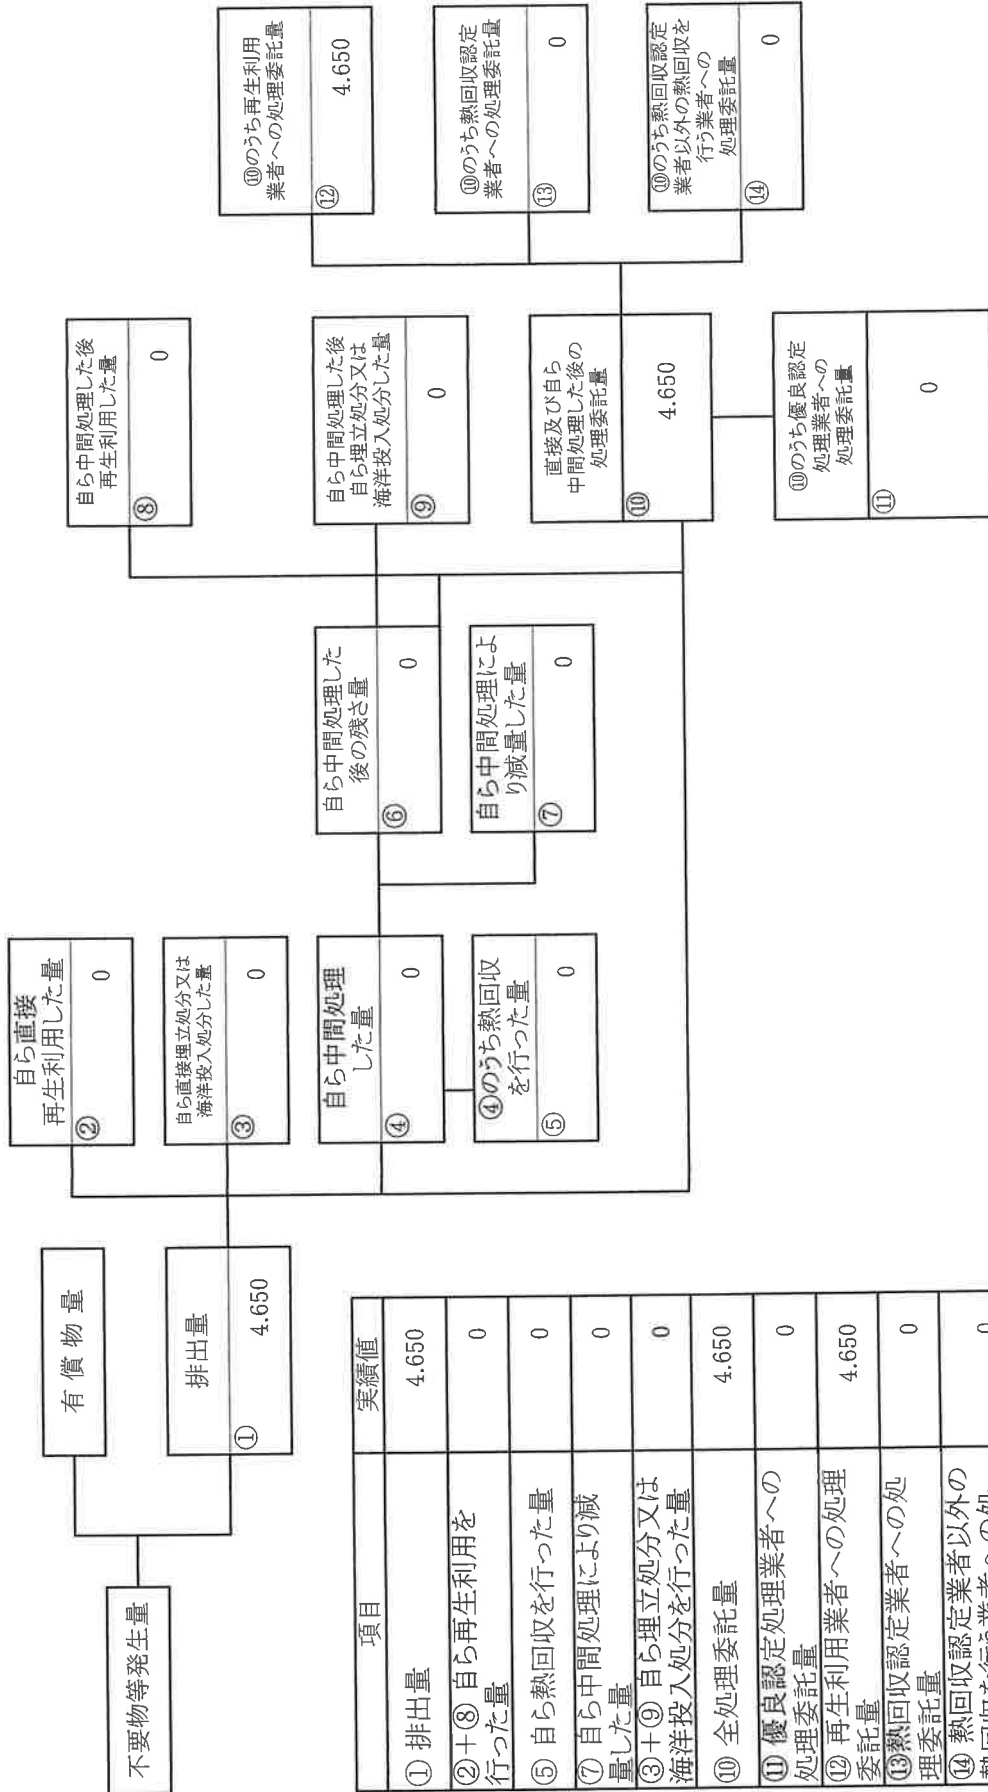 不要物等発生量
有償物量
排出量
①
4.650
自ら直接
再生利用した量
②
0
自ら直接埋立処分又は
海洋投入処分した量
③
0
自ら中間処理
した量
④
0
④のうち熱回収
を行った量
⑤
0
自ら中間処理した
後の残さ量
⑥
0
自ら中間処理によ
り減量した量
⑦
0
自ら中間処理した後
再生利用した量
⑧
0
自ら中間処理した後
自ら埋立処分又は
海洋投入処分した量
⑨
0
直接及び自ら
中間処理した後の
処理委託量
⑩
4.650
⑩のうち優良認定
処理業者への
処理委託量
⑪
0
⑩のうち再生利用
業者への処理委託量
⑫
4.650
⑩のうち熱回収認定
業者への処理委託量
⑬
0
⑩のうち熱回収認定
業者以外の熱回収を
行う業者への
処理委託量
⑭
0
項目 実績値
①排出量 4.650
②+⑧自ら再生利用を
行った量 0
⑤自ら熱回収を行った量 0
⑦自ら中間処理により減
量した量 0
③+⑨自ら埋立処分又は
海洋投入処分を行った量 0
⑩全処理委託量 4.650
⑪優良認定処理業者への
処理委託量 0
⑫再生利用業者への処理
委託量 4.650
⑬熱回収認定業者への処
理委託量 0
⑭熱回収認定業者以外の
熱回収を行う業者への処 0